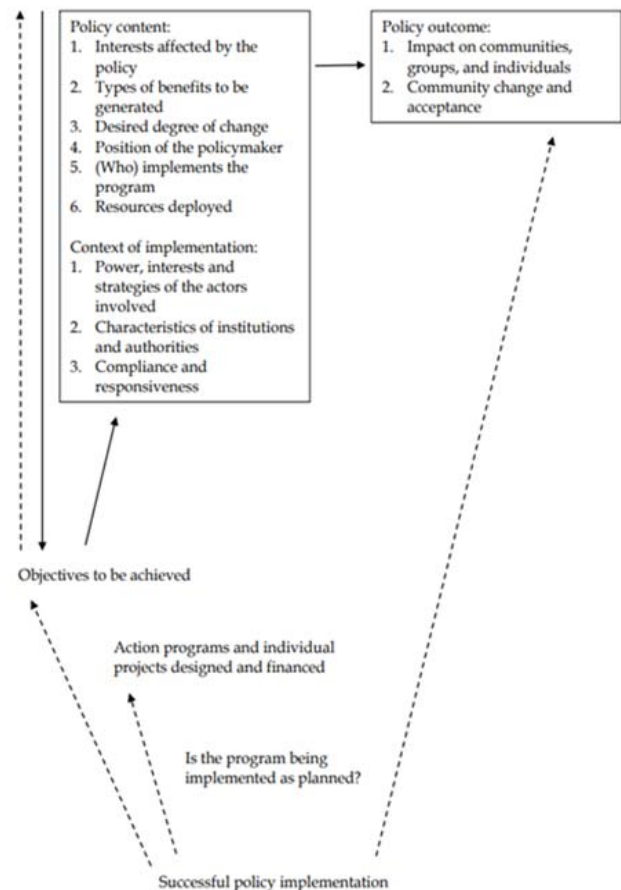 Policy content:
1. Interests affected by the
policy
2. Types of benefits to be
generated
3. Desired degree of change
4. Position of the policymaker
5. (Who) implements the
program
6. Resources deployed
Context of implementation:
1. Power, interests and
strategies of the actors
involved
2. Characteristics of institutions
and authorities
3. Compliance and
responsiveness
Policy outcome:
1. Impact on communities,
groups, and individuals
2. Community change and
acceptance
Objectives to be achieved
Action programs and individual
projects designed and financed
Is the program being
implemented as planned?
Successful policy implementation